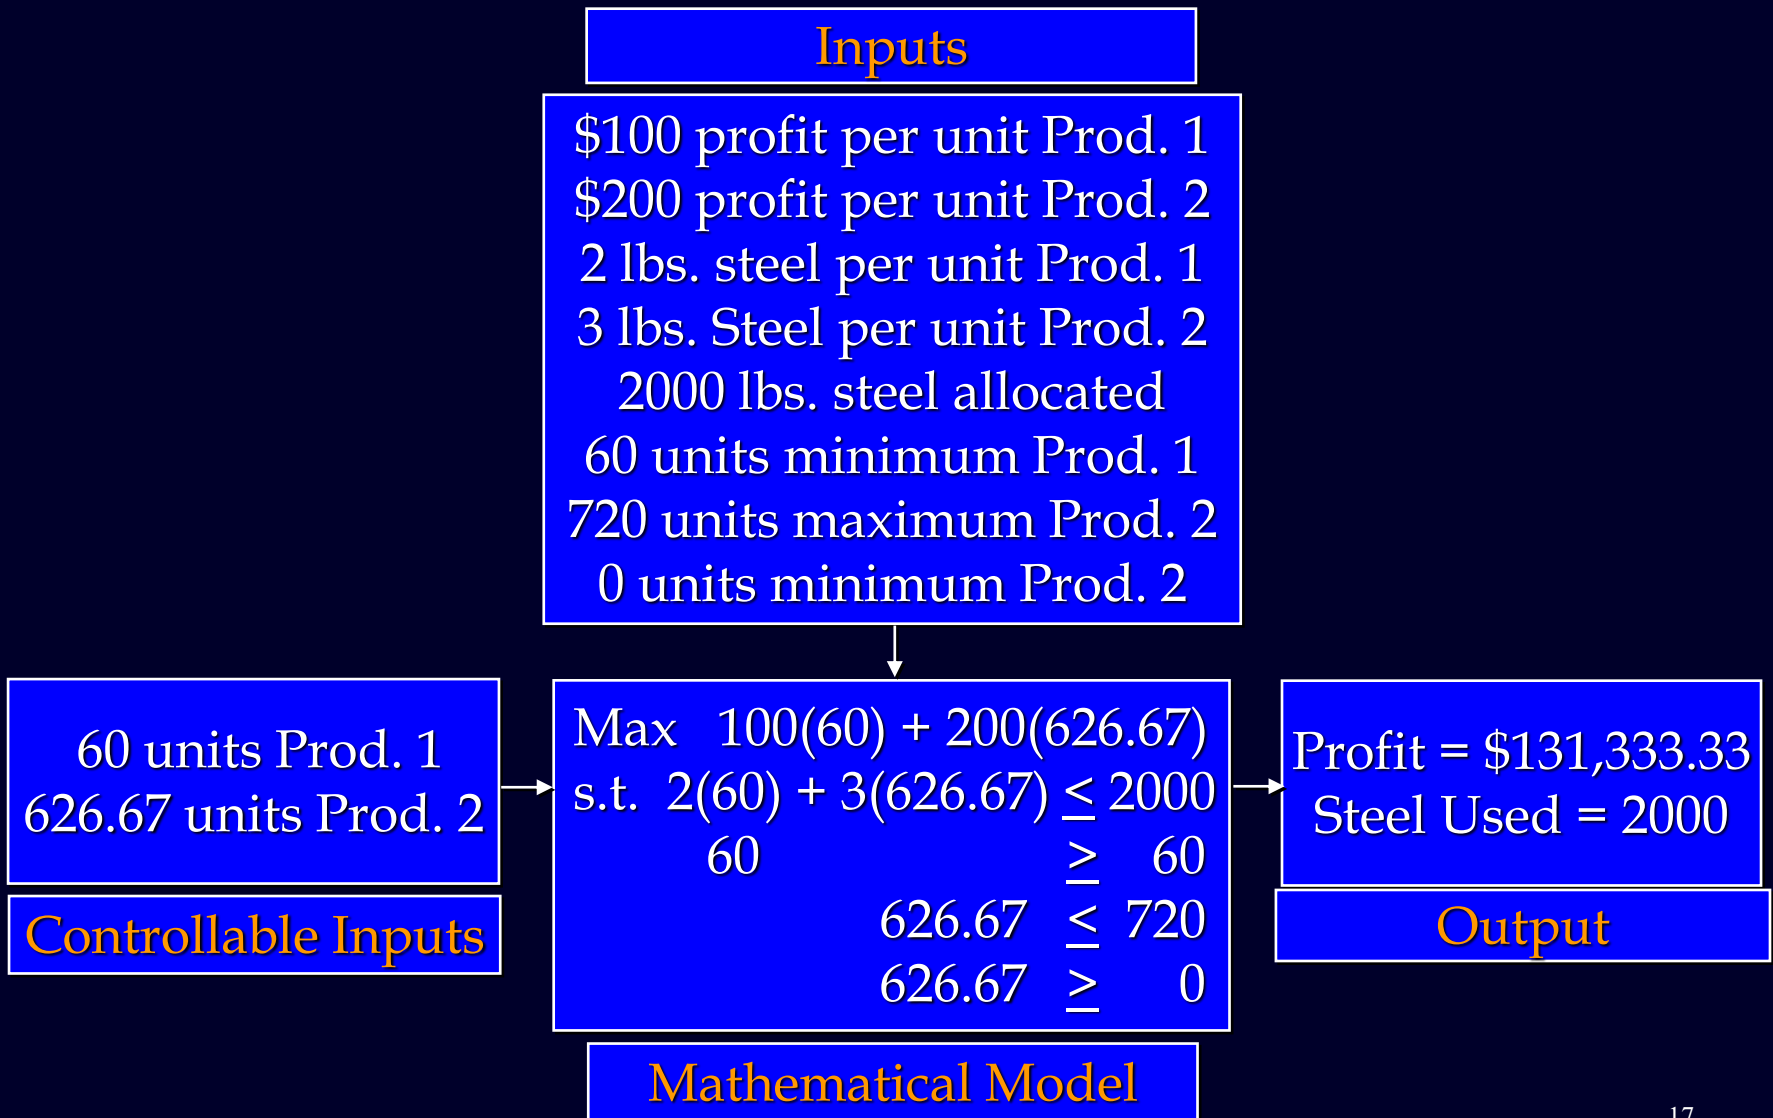 Inputs
$100 profit per unit Prod. 1
$200 profit per unit Prod. 2
2 lbs. steel per unit Prod. 1
3 lbs. Steel per unit Prod. 2
2000 lbs. steel allocated
60 units minimum Prod. 1
720 units maximum Prod. 2
0 units minimum Prod. 2
60 units Prod. 1
626.67 units Prod. 2
Controllable Inputs
Max 100(60) + 200(626.67)
s.t. 2(60) + 3(626.67) ≤ 2000
60 ≥ 60
626.67 ≤ 720
626.67 ≥ 0
Mathematical Model
Profit = $131,333.33
Steel Used = 2000
Output
17